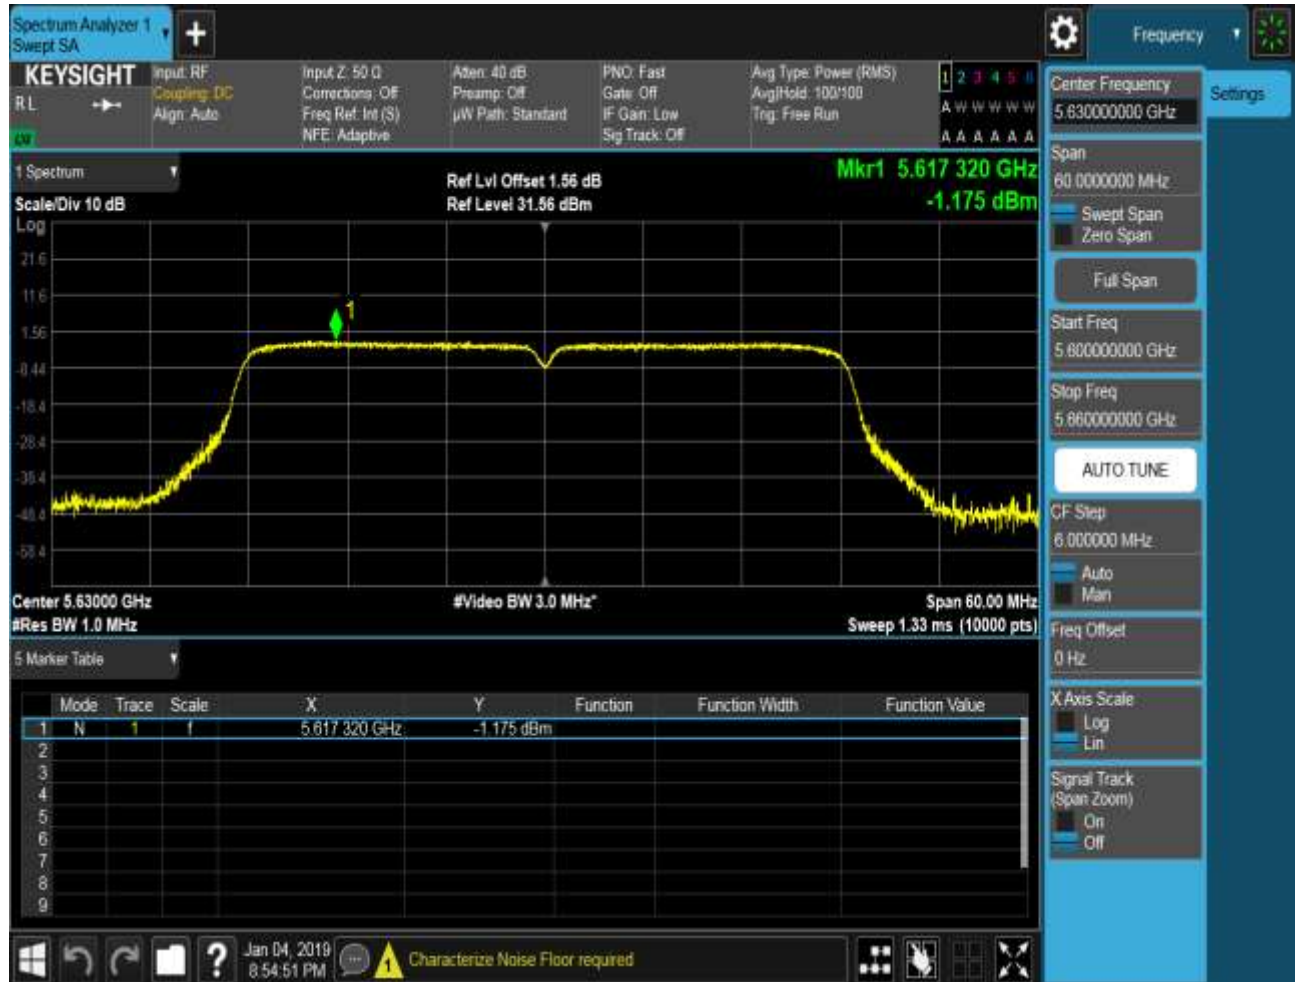 Spectrum Analyzer 1
Swept SA
Frequency
KEYSIGHT
R L
Input: RF
Coupling: DC
Align: Auto
Input Z: 50 Ω
Corrections: Off
Freq Ref: Int (S)
NFE: Adaptive
Atten: 40 dB
Preamp: Off
µW Path: Standard
PNO: Fast
Gate: Off
IF Gain: Low
Sig Track: Off
Avg Type: Power (RMS)
Avg|Hold: 100/100
Trig: Free Run
1 2 3 4 5 6
A W W W W W
A A A A A A
1 Spectrum
Scale/Div 10 dB
Ref Lvl Offset 1.56 dB
Ref Level 31.56 dBm
Mkr1 5.617 320 GHz
-1.175 dBm
Log
21.6
11.6
1.56
-8.44
-18.4
-28.4
-38.4
-48.4
-58.4
1
Center 5.63000 GHz
#Res BW 1.0 MHz
#Video BW 3.0 MHz*
Span 60.00 MHz
Sweep 1.33 ms (10000 pts)
5 Marker Table
Mode Trace Scale X Y Function Function Width Function Value
1 N 1 f 5.617 320 GHz -1.175 dBm
2
3
4
5
6
7
8
9
Jan 04, 2019
8:54:51 PM
Characterize Noise Floor required
Center Frequency
5.630000000 GHz
Settings
Span
60.0000000 MHz
Swept Span
Zero Span
Full Span
Start Freq
5.600000000 GHz
Stop Freq
5.660000000 GHz
AUTO TUNE
CF Step
6.000000 MHz
Auto
Man
Freq Offset
0 Hz
X Axis Scale
Log
Lin
Signal Track
(Span Zoom)
On
Off